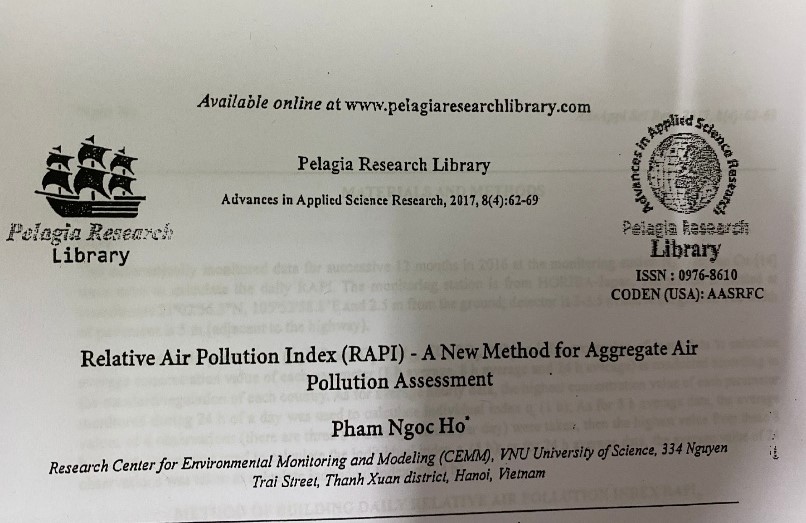 Available online at www.pelagiaresearchlibrary.com
Pelagia Research
Library
Pelagia Research Library
Advances in Applied Science Research, 2017, 8(4):62-69
Advances in Applied Science Research
Pelagia Research
Library
ISSN : 0976-8610
CODEN (USA): AASRFC
Relative Air Pollution Index (RAPI) - A New Method for Aggregate Air
Pollution Assessment
Pham Ngoc Ho*
Research Center for Environmental Monitoring and Modeling (CEMM), VNU University of Science, 334 Nguyen
Trai Street, Thanh Xuan district, Hanoi, Vietnam